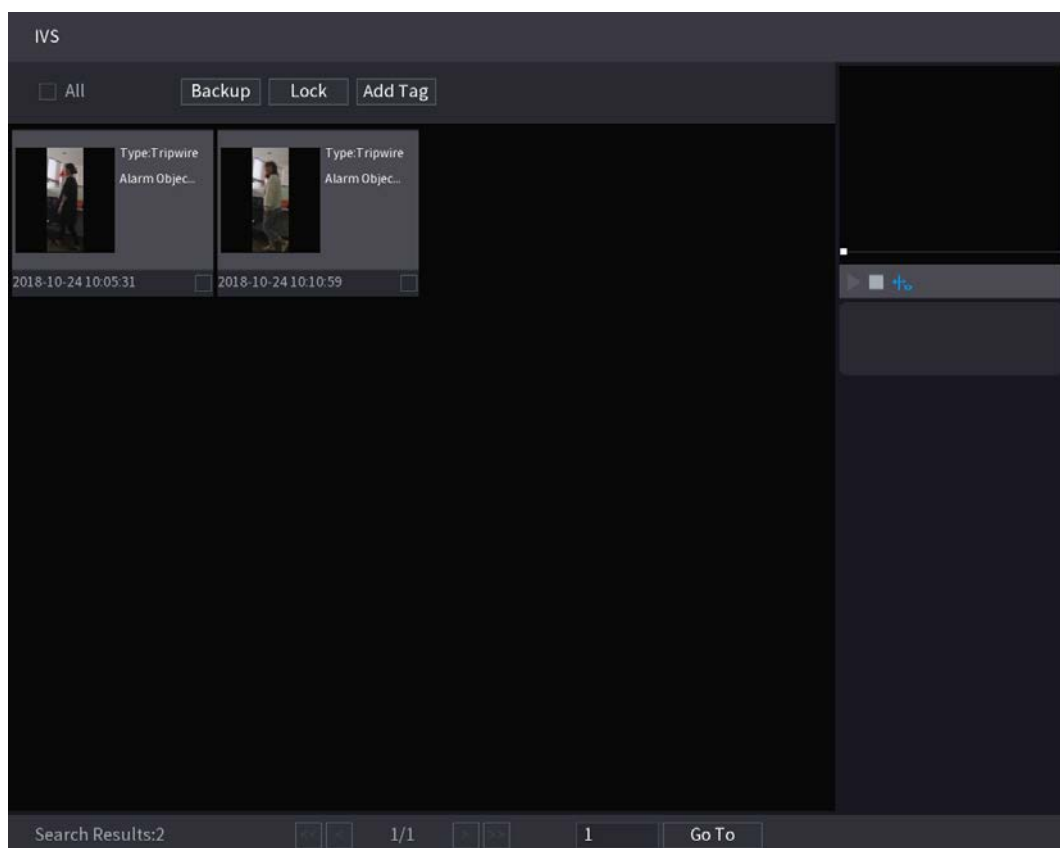 IVS
All Backup Lock Add Tag
Type:Tripwire
Alarm Objec...
2018-10-24 10:05:31
Type:Tripwire
Alarm Objec...
2018-10-24 10:10:59
Search Results:2 << < 1/1 > >> 1 Go To